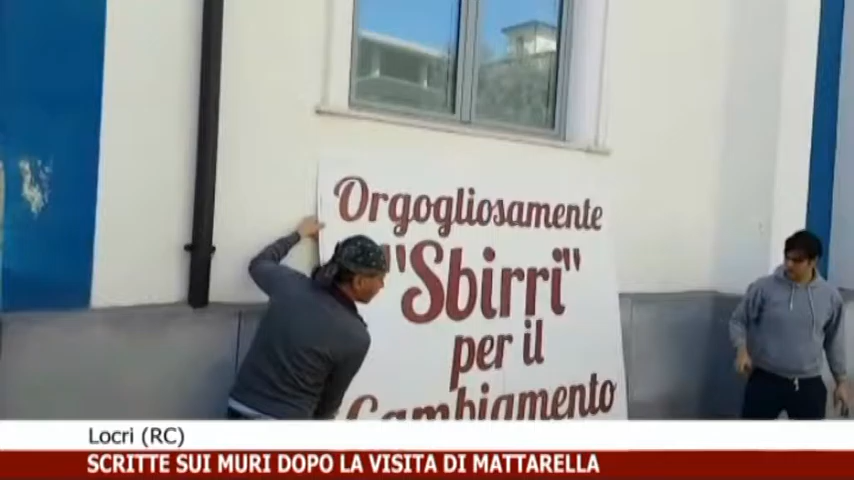 Orgogliosamente
"Sbirri"
per il
Cambiamento
Locri (RC)
SCRITTE SUI MURI DOPO LA VISITA DI MATTARELLA